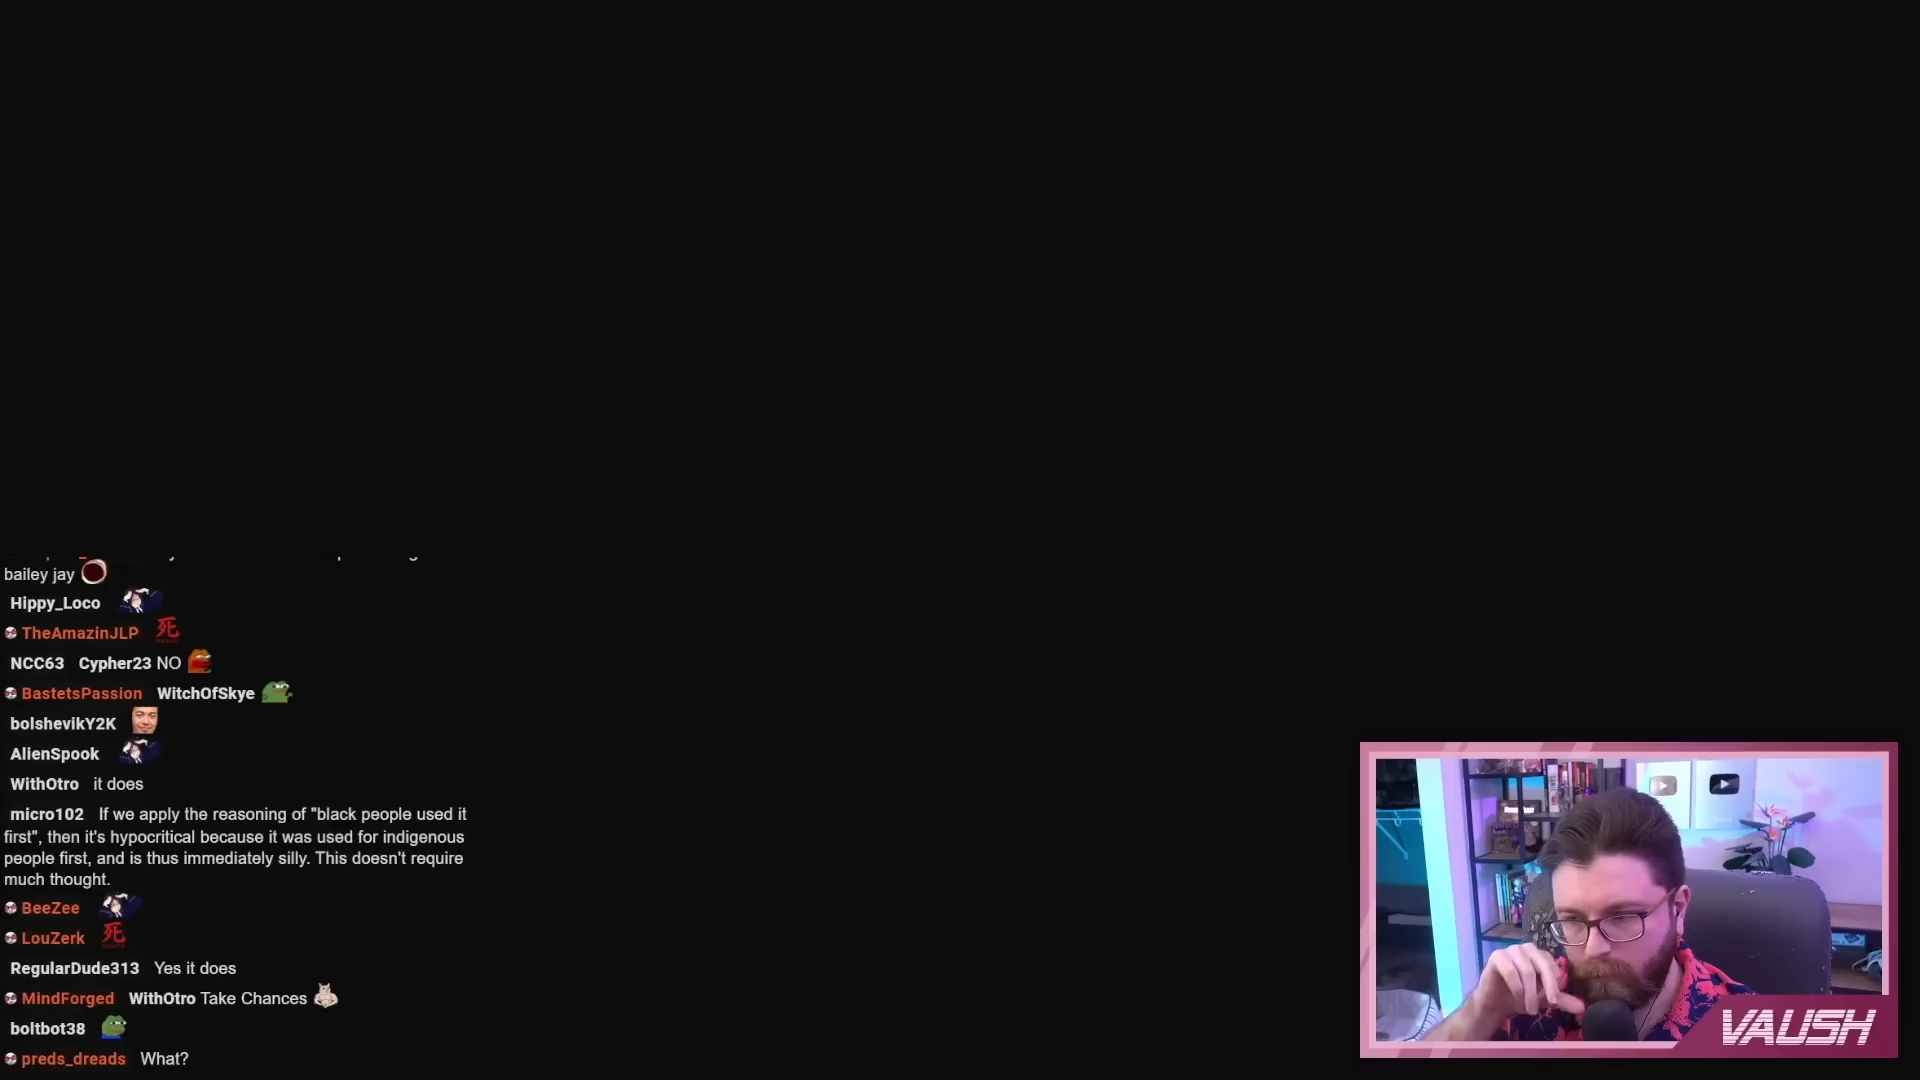 bailey jay
Hippy_Loco
TheAmazinJLP 死
NCC63 Cypher23 NO
BastetsPassion WitchOfSkye
bolshevikY2K
AlienSpook
WithOtro it does
micro102 If we apply the reasoning of "black people used it
first", then it's hypocritical because it was used for indigenous
people first, and is thus immediately silly. This doesn't require
much thought.
BeeZee
LouZerk 死
RegularDude313 Yes it does
MindForged WithOtro Take Chances
boltbot38
preds_dreads What?
VAUSH